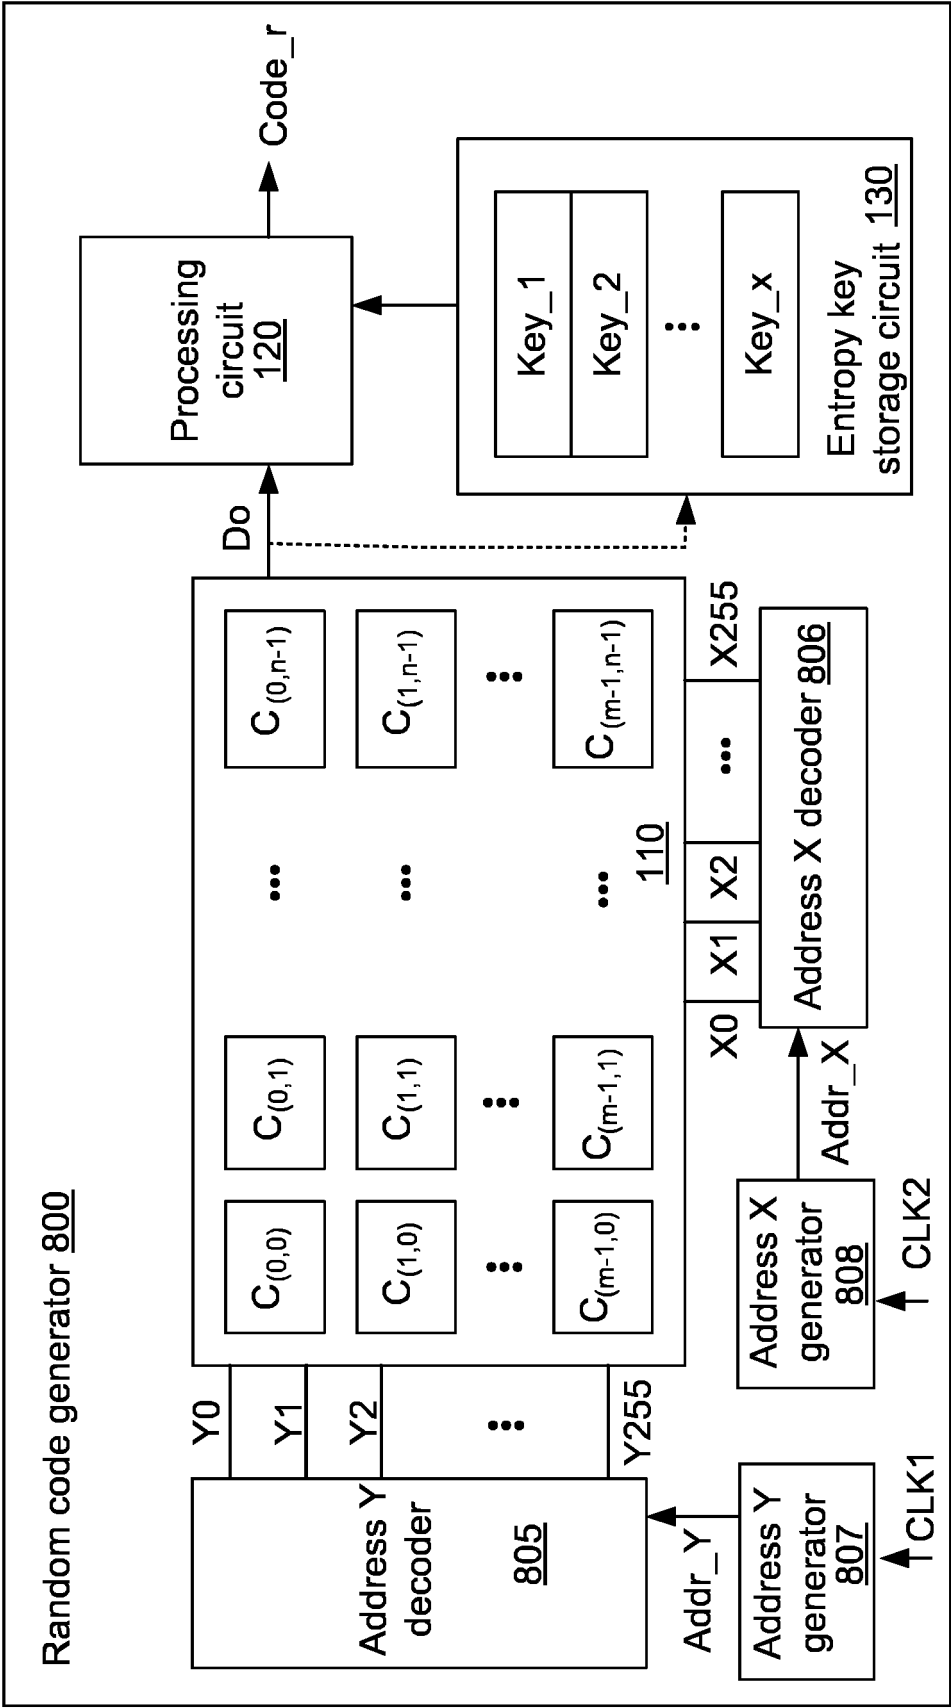 Random code generator 800
Address Y
decoder
805
Y0
Y1
Y2
•••
Y255
Addr_Y
Address Y
generator
807
CLK1
C(0,0)
C(0,1)
•••
C(0,n-1)
C(1,0)
C(1,1)
•••
C(1,n-1)
•••
•••
•••
C(m-1,0)
C(m-1,1)
•••
C(m-1,n-1)
110
X0
X1
X2
•••
X255
Address X decoder 806
Addr_X
Address X
generator
808
CLK2
Do
Processing
circuit
120
Code_r
Key_1
Key_2
•••
Key_x
Entropy key
storage circuit 130